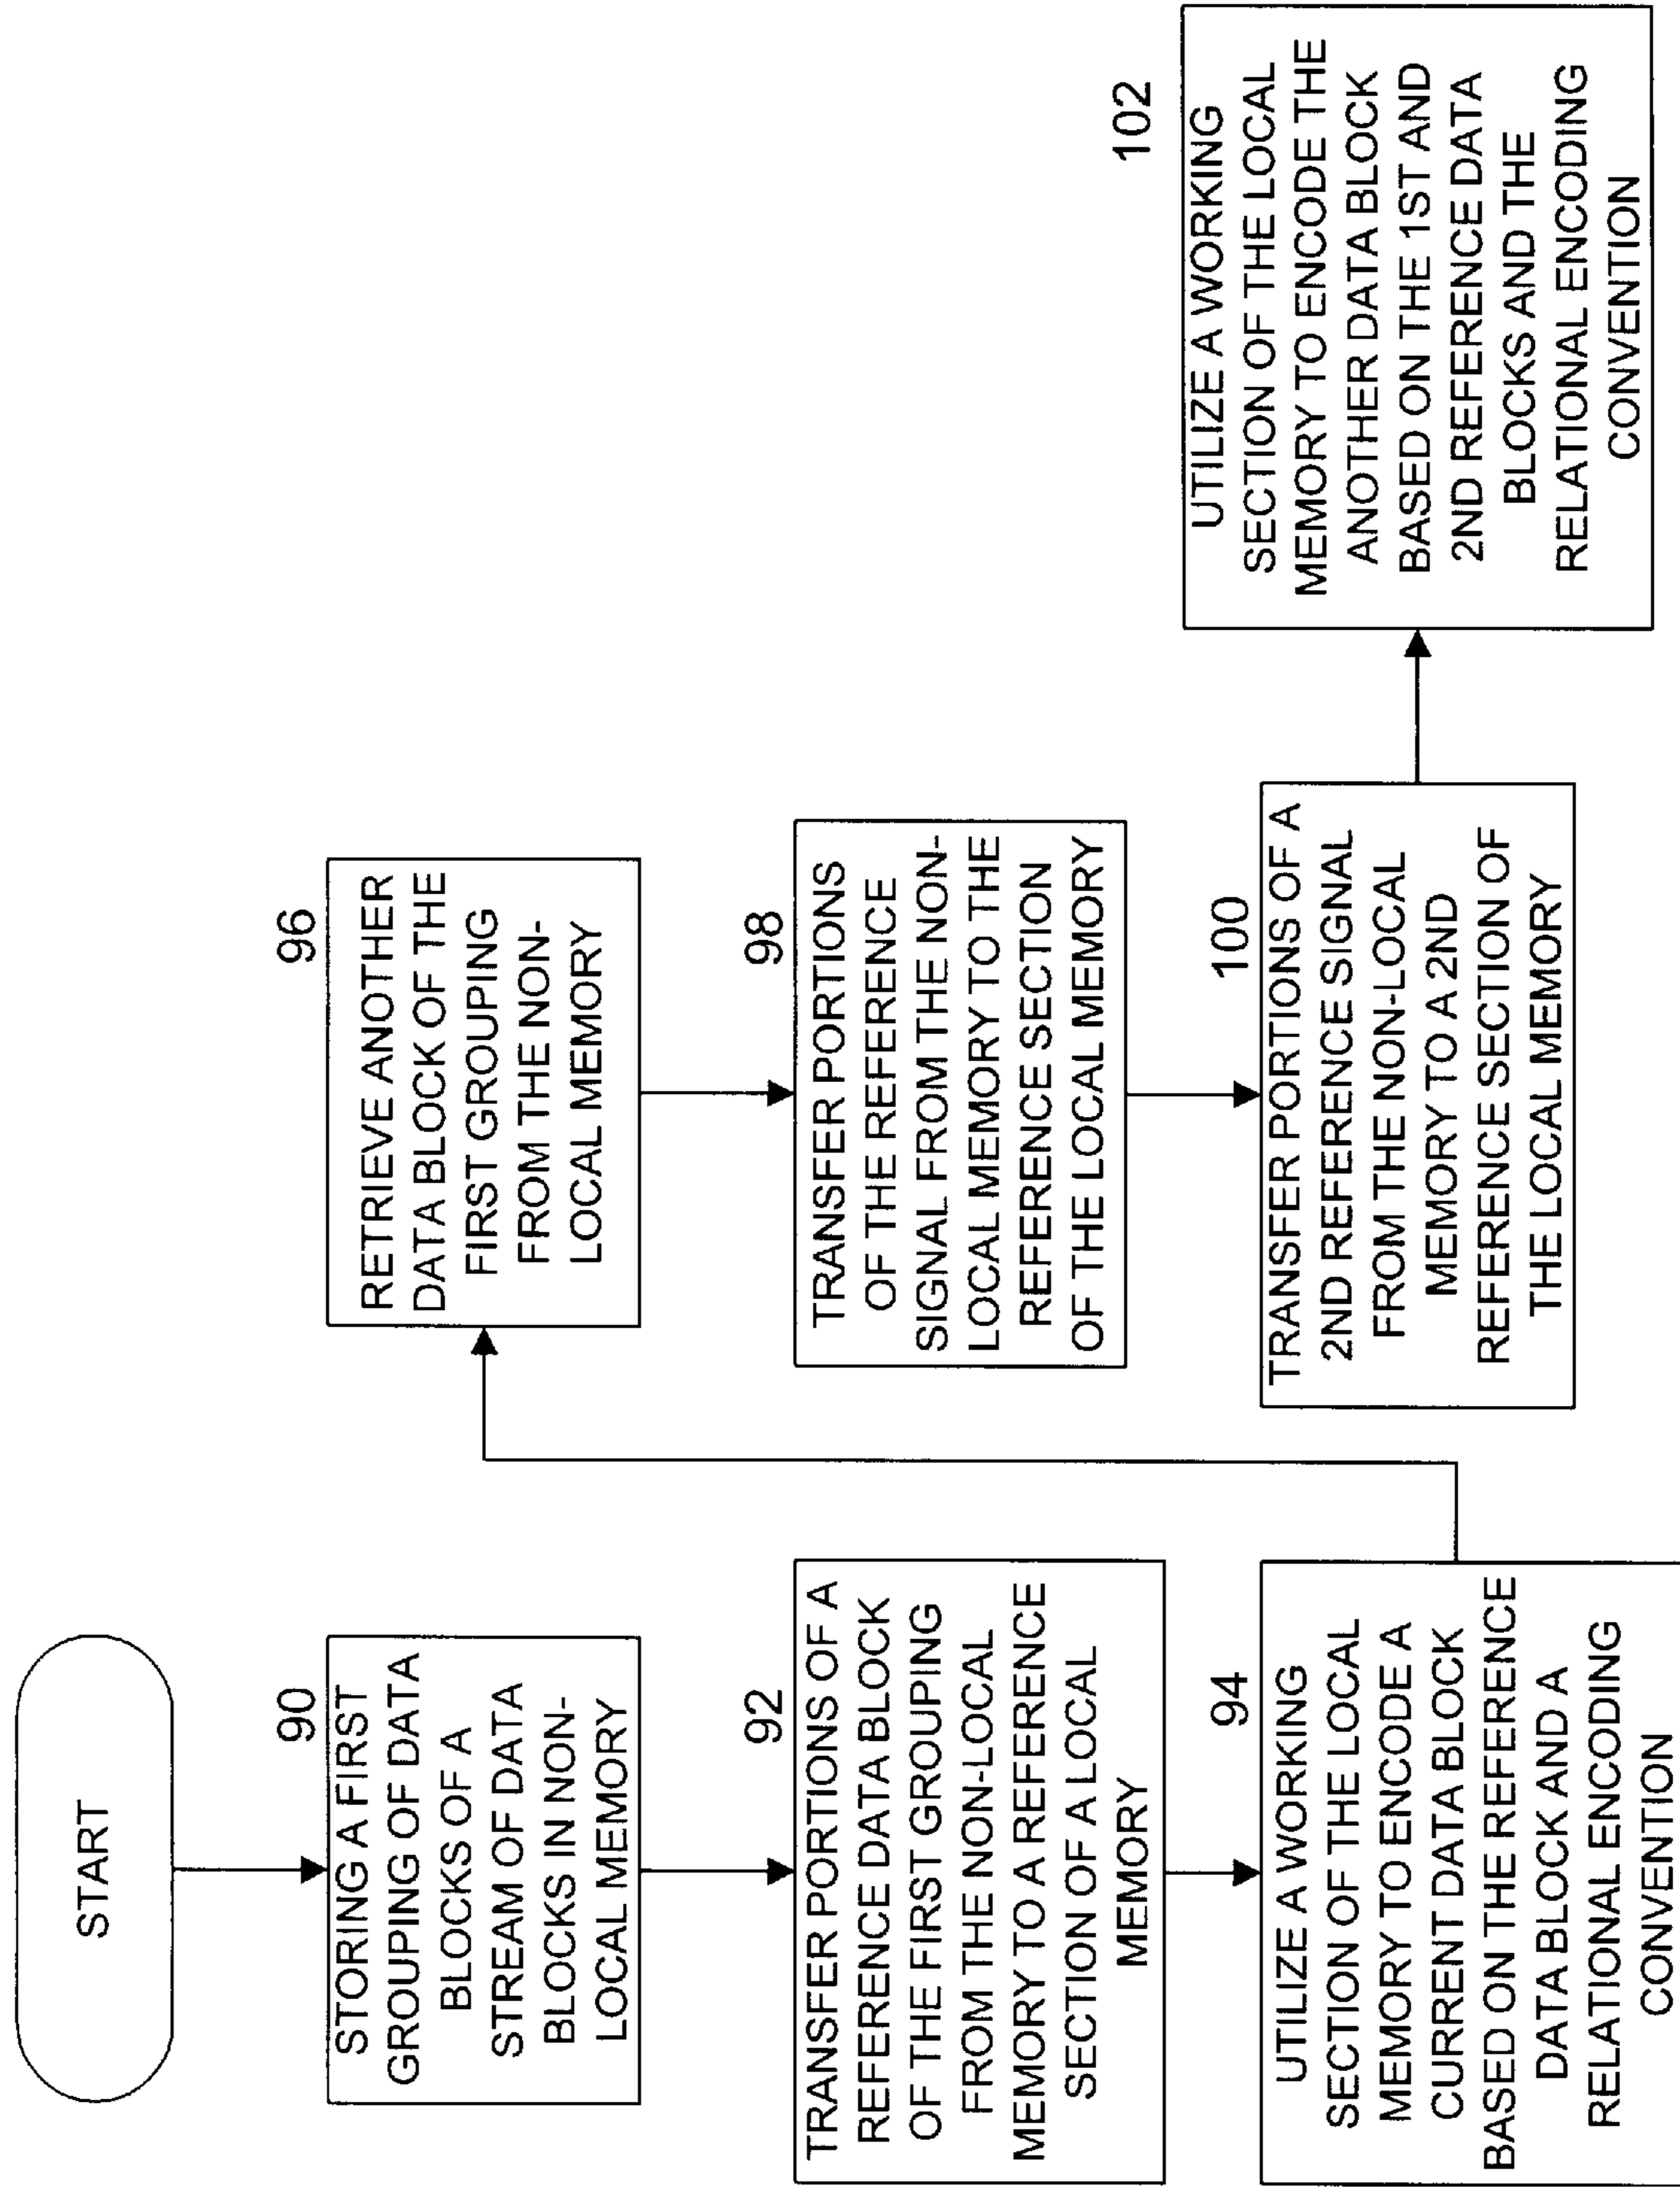 START
90
STORING A FIRST
GROUPING OF DATA
BLOCKS OF A
STREAM OF DATA
BLOCKS IN NON-
LOCAL MEMORY
92
TRANSFER PORTIONS OF A
REFERENCE DATA BLOCK
OF THE FIRST GROUPING
FROM THE NON-LOCAL
MEMORY TO A REFERENCE
SECTION OF A LOCAL
MEMORY
94
UTILIZE A WORKING
SECTION OF THE LOCAL
MEMORY TO ENCODE A
CURRENT DATA BLOCK
BASED ON THE REFERENCE
DATA BLOCK AND A
RELATIONAL ENCODING
CONVENTION
96
RETRIEVE ANOTHER
DATA BLOCK OF THE
FIRST GROUPING
FROM THE NON-
LOCAL MEMORY
98
TRANSFER PORTIONS
OF THE REFERENCE
SIGNAL FROM THE NON-
LOCAL MEMORY TO THE
REFERENCE SECTION
OF THE LOCAL MEMORY
100
TRANSFER PORTIONS OF A
2ND REFERENCE SIGNAL
FROM THE NON-LOCAL
MEMORY TO A 2ND
REFERENCE SECTION OF
THE LOCAL MEMORY
102
UTILIZE A WORKING
SECTION OF THE LOCAL
MEMORY TO ENCODE THE
ANOTHER DATA BLOCK
BASED ON THE 1ST AND
2ND REFERENCE DATA
BLOCKS AND THE
RELATIONAL ENCODING
CONVENTION